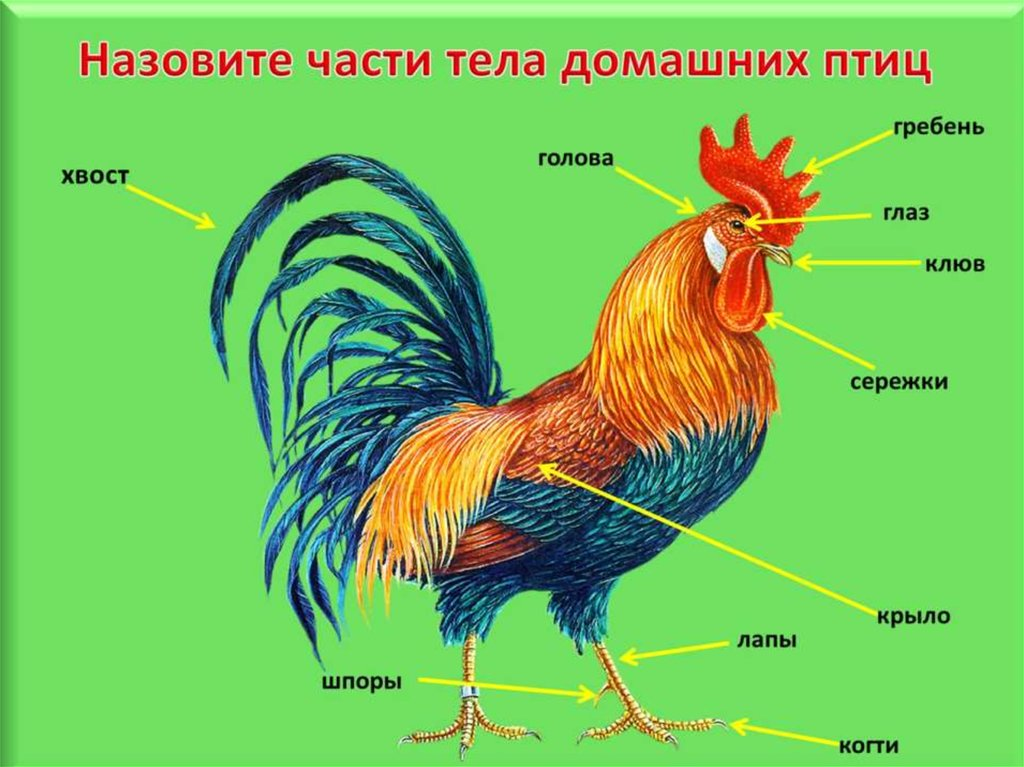 Назовите части тела домашних птиц
гребень
голова
хвост
глаз
клюв
сережки
крыло
лапы
шпоры
когти